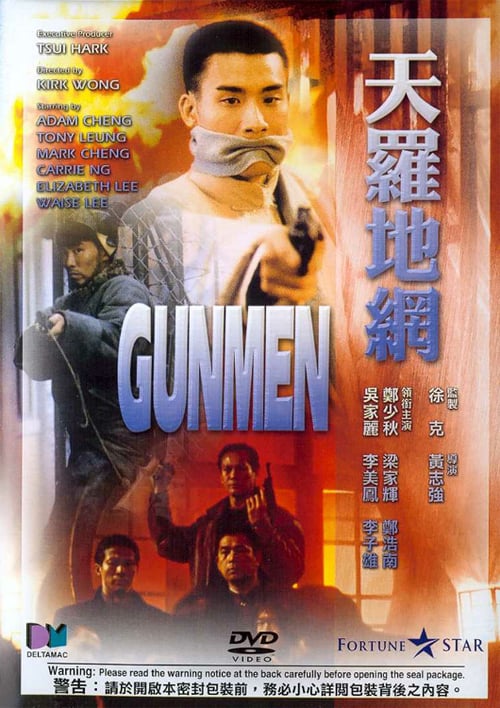 Executive Producer
TSUI HARK
Directed by
KIRK WONG
Starring by
ADAM CHENG
TONY LEUNG
MARK CHENG
CARRIE NG
ELIZABETH LEE
WAISE LEE
天羅地網
GUNMEN
監製
徐克
導演
黃志強
領銜主演
鄭少秋 梁家輝 鄭浩南
吳家麗 李美鳳 李子雄
DM
DELTAMAC
DVD
VIDEO
FORTUNE STAR
Warning: Please read the warning notice at the back carefully before opening the seal package.
警告：請於開啟本密封包裝前，務必小心詳閱包裝背後之內容。